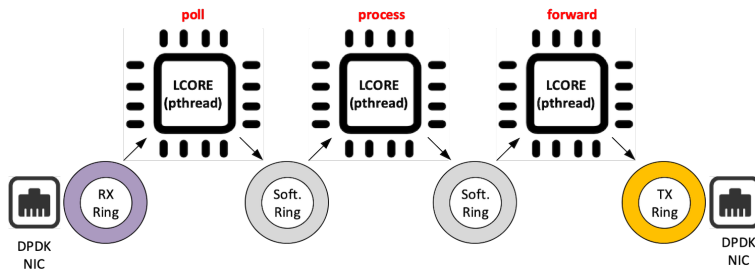 poll
process
forward
LCORE
(pthread)
LCORE
(pthread)
LCORE
(pthread)
RX
Ring
Soft.
Ring
Soft.
Ring
TX
Ring
DPDK
NIC
DPDK
NIC